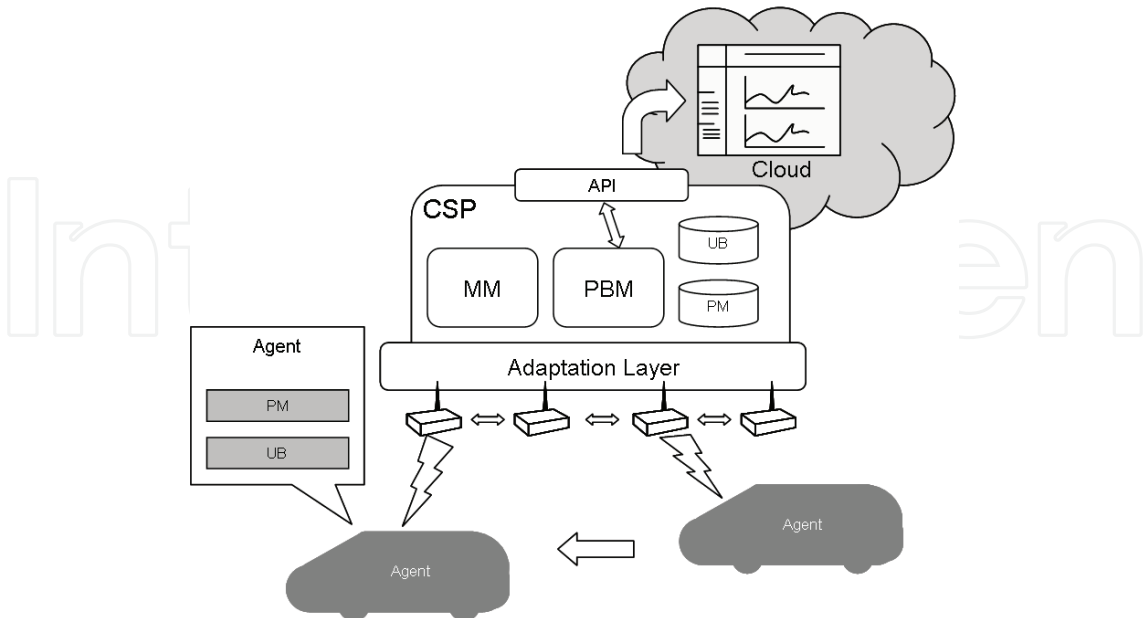 Cloud
API
CSP
UB
MM
PBM
PM
Agent
Adaptation Layer
PM
UB
Agent
Agent